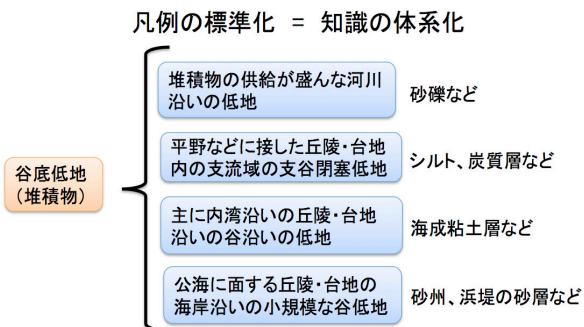 凡例の標準化 = 知識の体系化
堆積物の供給が盛んな河川
沿いの低地
砂礫など
平野などに接した丘陵・台地
内の支流域の支谷閉塞低地
シルト、炭質層など
谷底低地
(堆積物)
主に内湾沿いの丘陵・台地
沿いの谷沿いの低地
海成粘土層など
公海に面する丘陵・台地の
海岸沿いの小規模な谷低地
砂州、浜堤の砂層など